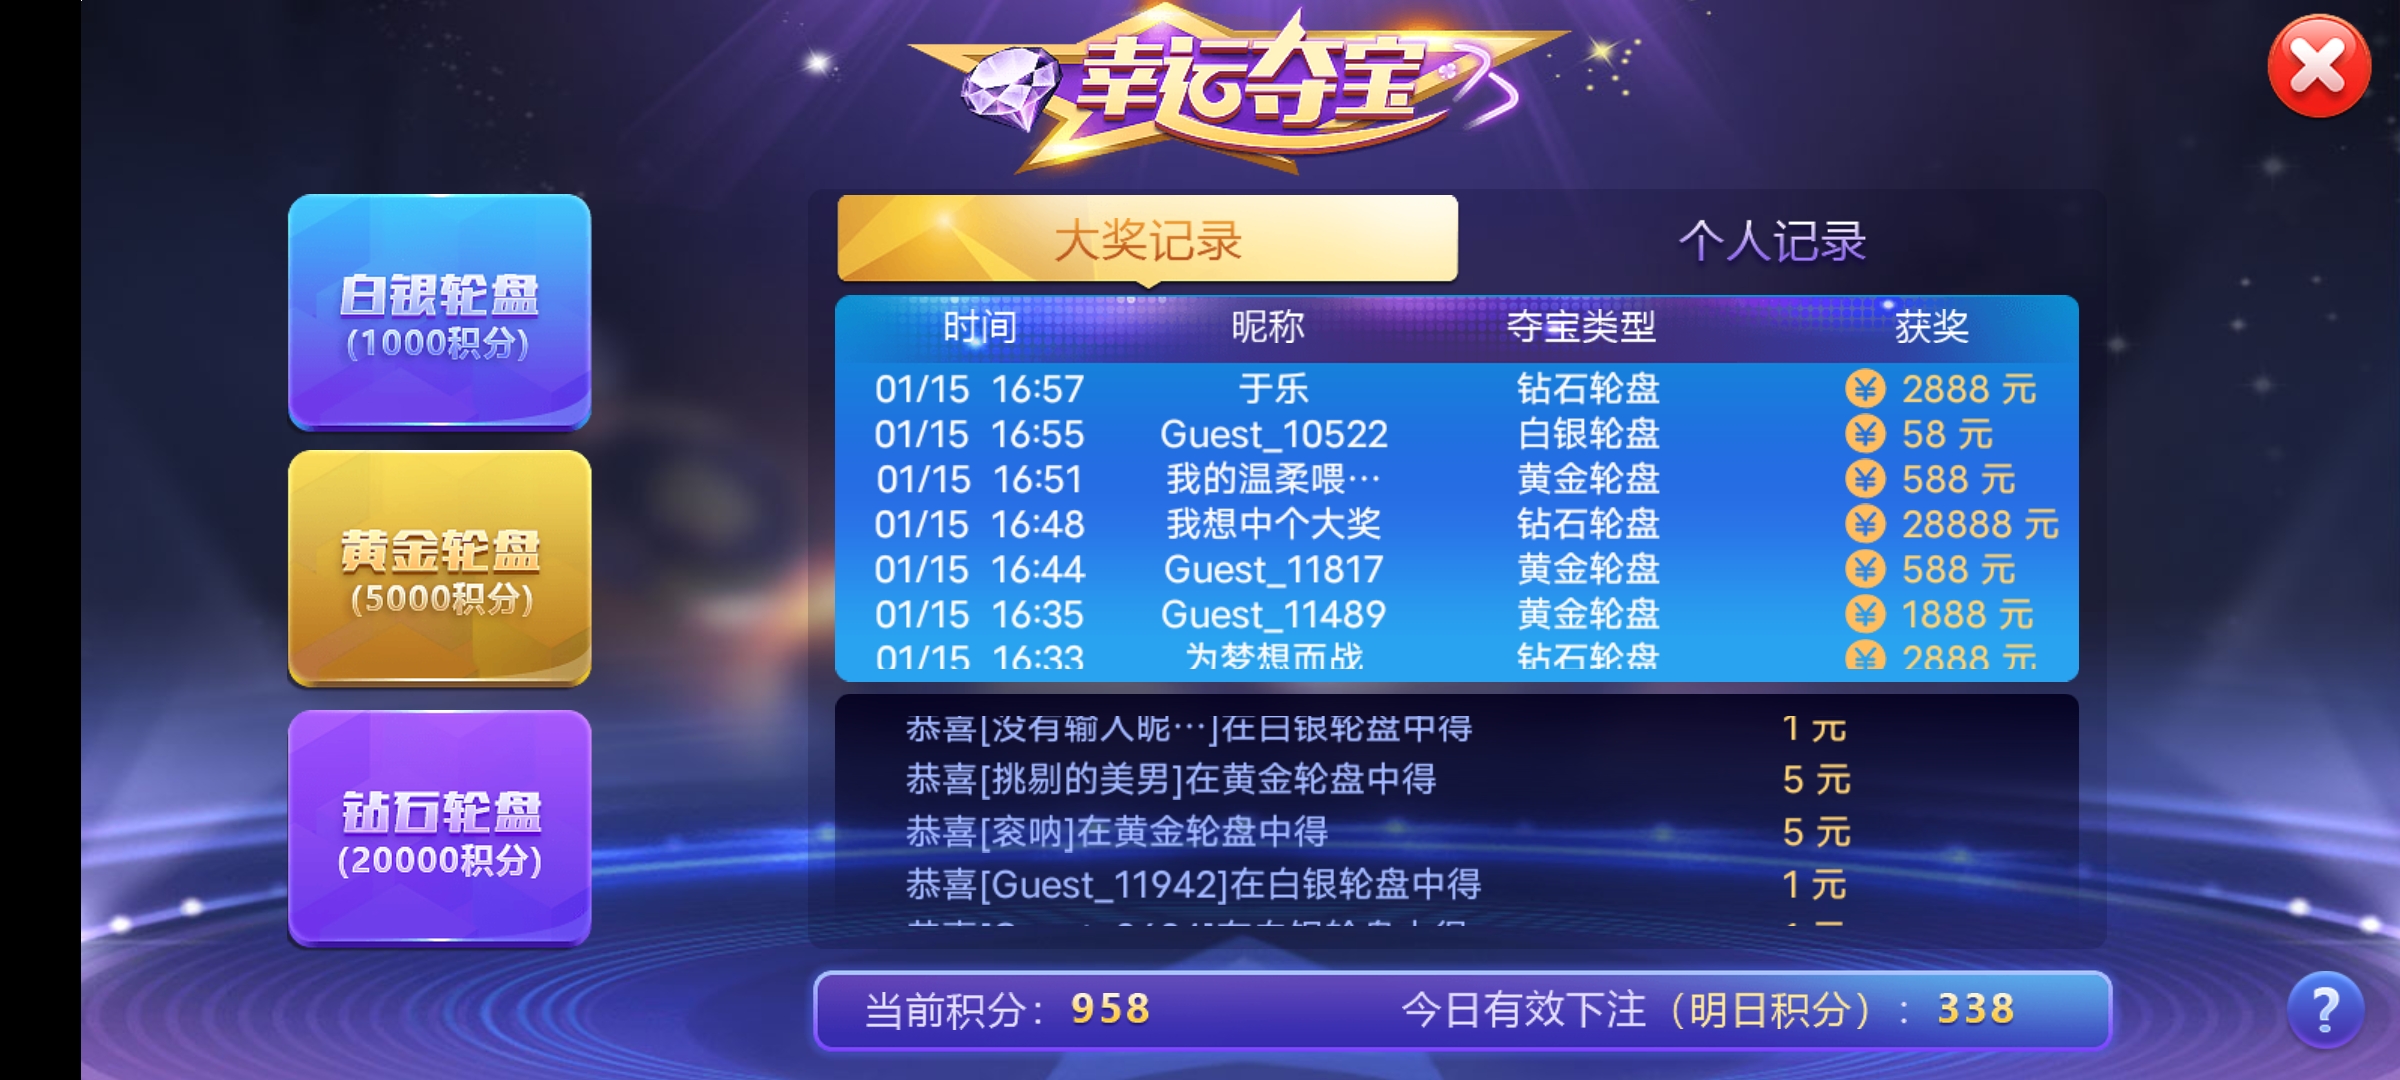 幸运夺宝
白银轮盘
(1000积分)
黄金轮盘
(5000积分)
钻石轮盘
(20000积分)
大奖记录 个人记录
时间 昵称 夺宝类型 获奖
01/15 16:57 于乐 钻石轮盘 ¥ 2888 元
01/15 16:55 Guest_10522 白银轮盘 ¥ 58 元
01/15 16:51 我的温柔喂… 黄金轮盘 ¥ 588 元
01/15 16:48 我想中个大奖 钻石轮盘 ¥ 28888 元
01/15 16:44 Guest_11817 黄金轮盘 ¥ 588 元
01/15 16:35 Guest_11489 黄金轮盘 ¥ 1888 元
01/15 16:33 为梦想而战 钻石轮盘 ¥ 2888 元
恭喜[没有输人昵…]在白银轮盘中得 1 元
恭喜[挑剔的美男]在黄金轮盘中得 5 元
恭喜[衮呐]在黄金轮盘中得 5 元
恭喜[Guest_11942]在白银轮盘中得 1 元
当前积分：958 今日有效下注（明日积分）：338
?